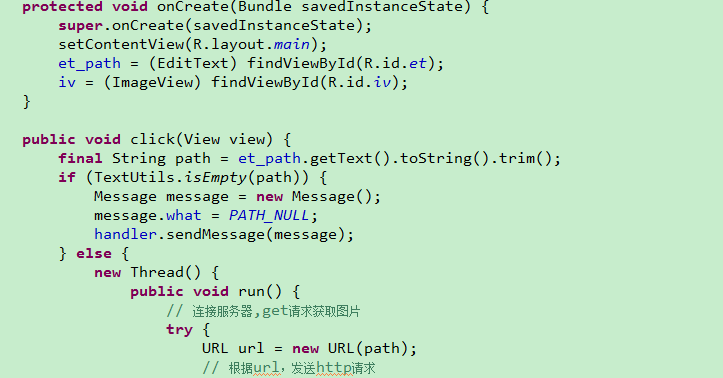 protected void onCreate(Bundle savedInstanceState) {
super.onCreate(savedInstanceState);
setContentView(R.layout.main);
et_path = (EditText) findViewById(R.id.et);
iv = (ImageView) findViewById(R.id.iv);
}
public void click(View view) {
final String path = et_path.getText().toString().trim();
if (TextUtils.isEmpty(path)) {
Message message = new Message();
message.what = PATH_NULL;
handler.sendMessage(message);
} else {
new Thread() {
public void run() {
// 连接服务器,get请求获取图片
try {
URL url = new URL(path);
// 根据url，发送http请求